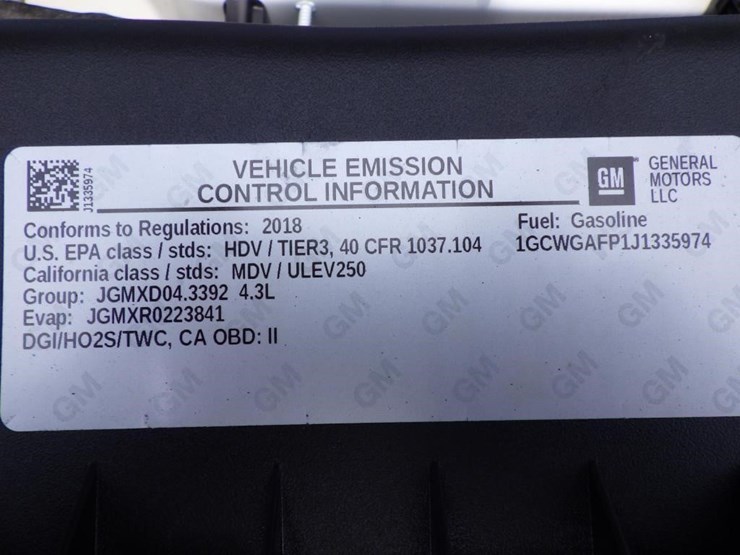 VEHICLE EMISSION
CONTROL INFORMATION
J1335974
GM
GENERAL
MOTORS
LLC
Conforms to Regulations: 2018
Fuel: Gasoline
U.S. EPA class / stds: HDV / TIER3, 40 CFR 1037.104
1GCWGAFP1J1335974
California class / stds: MDV / ULEV250
Group: JGMXD04.3392 4.3L
Evap: JGMXR0223841
DGI/HO2S/TWC, CA OBD: II